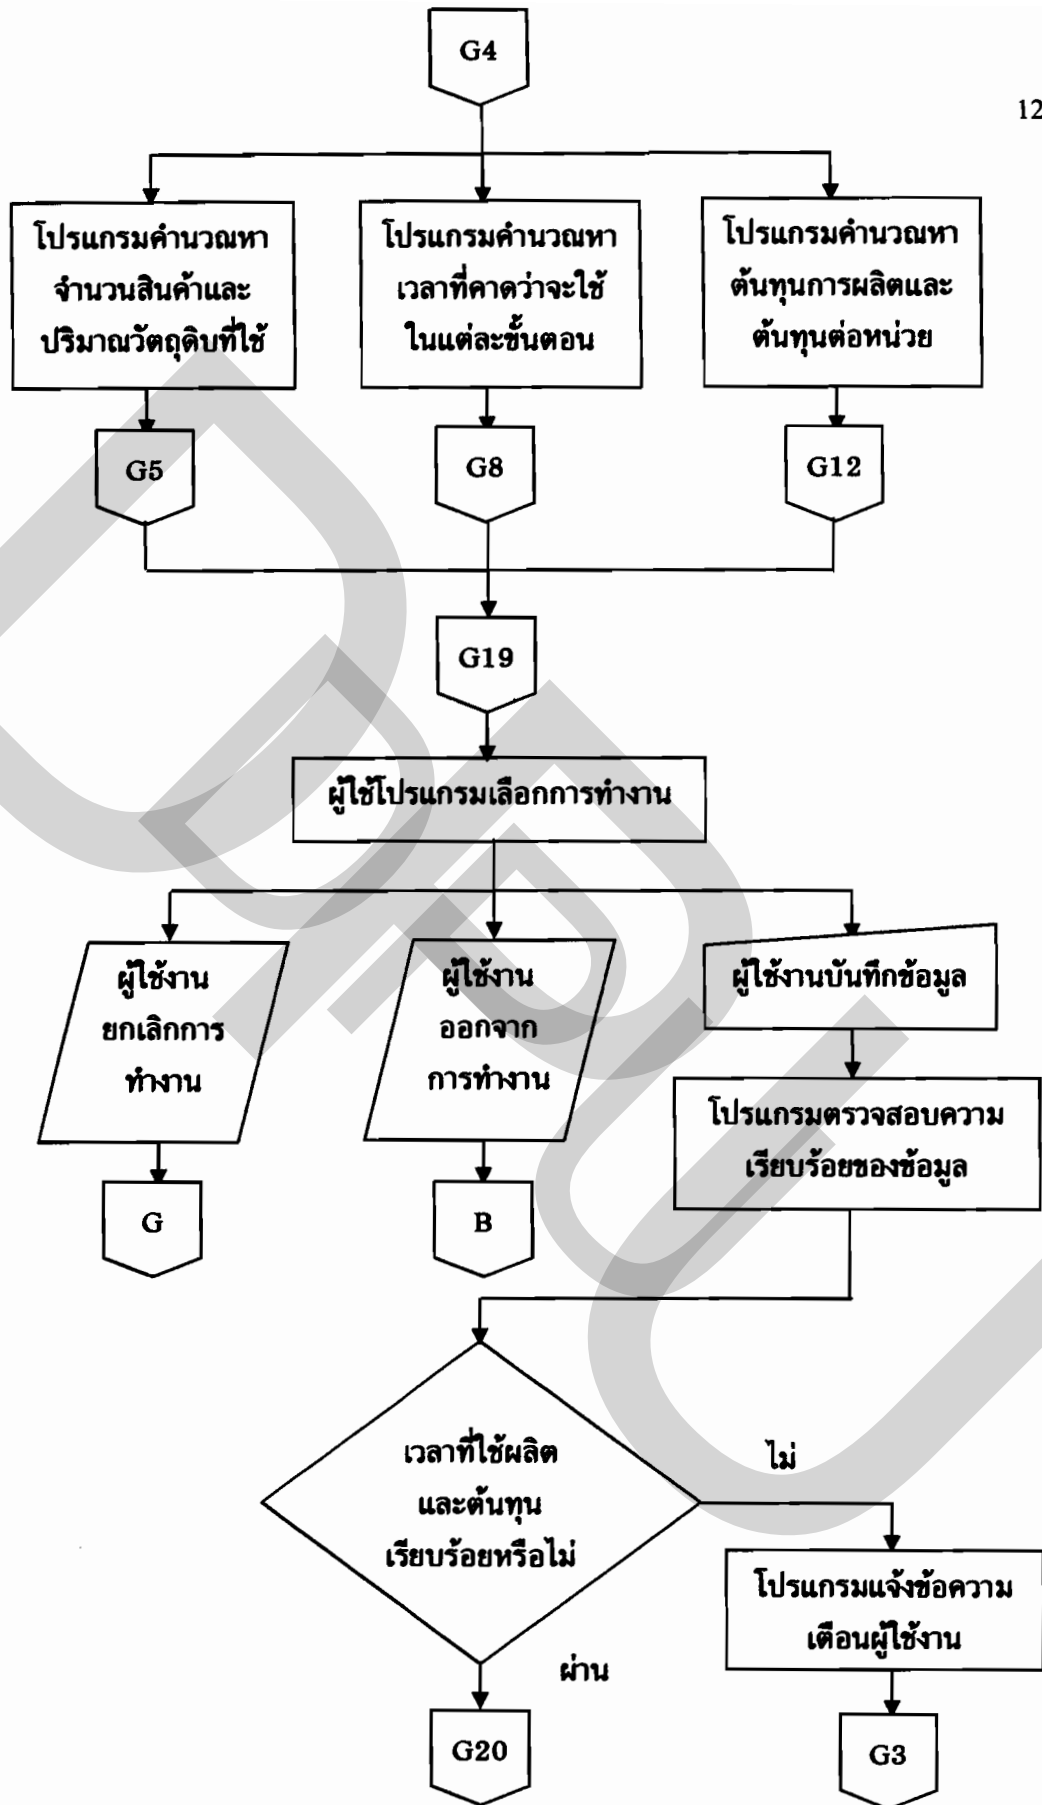 G4
12
โปรแกรมคำนวณหา
จำนวนสินค้าและ
ปริมาณวัตถุดิบที่ใช้
โปรแกรมคำนวณหา
เวลาที่คาดว่าจะใช้
ในแต่ละขั้นตอน
โปรแกรมคำนวณหา
ต้นทุนการผลิตและ
ต้นทุนต่อหน่วย
G5
G8
G12
G19
ผู้ใช้โปรแกรมเลือกการทำงาน
ผู้ใช้งาน
ยกเลิกการ
ทำงาน
ผู้ใช้งาน
ออกจาก
การทำงาน
ผู้ใช้งานบันทึกข้อมูล
โปรแกรมตรวจสอบความ
เรียบร้อยของข้อมูล
G
B
เวลาที่ใช้ผลิต
และต้นทุน
เรียบร้อยหรือไม่
ไม่
โปรแกรมแจ้งข้อความ
เตือนผู้ใช้งาน
ผ่าน
G20
G3
DPU